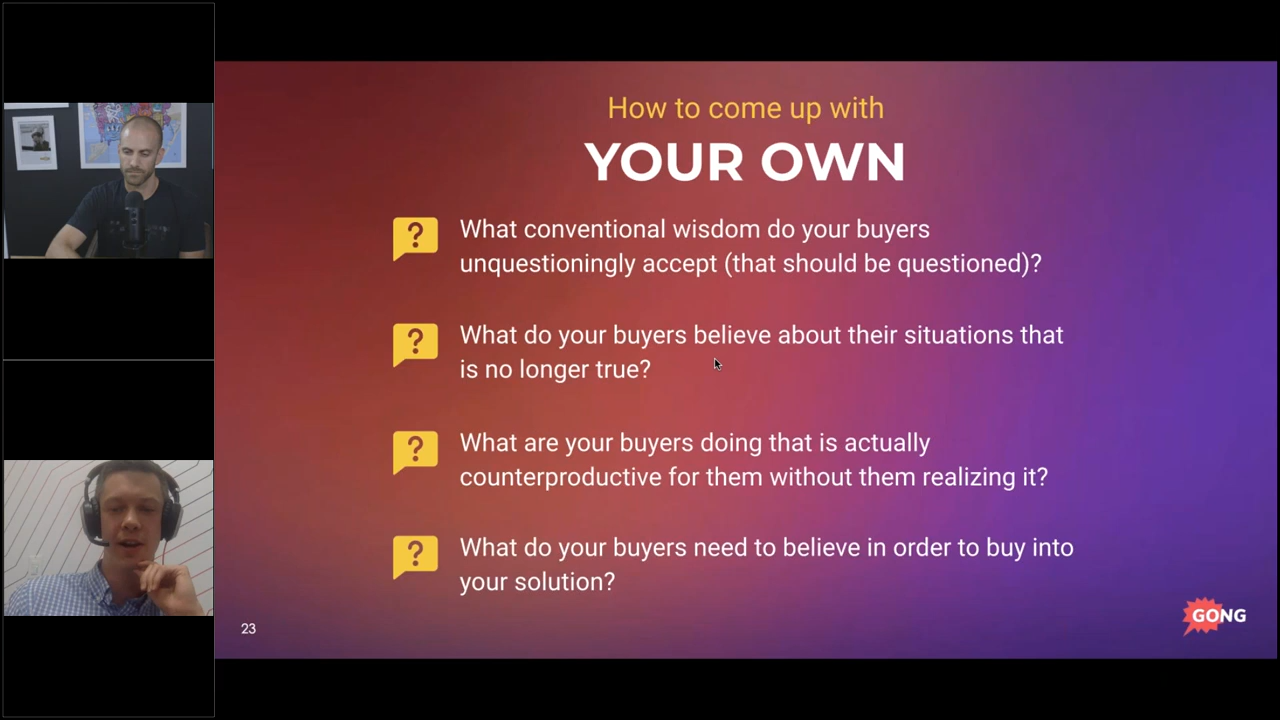 How to come up with
YOUR OWN
What conventional wisdom do your buyers
unquestioningly accept (that should be questioned)?
What do your buyers believe about their situations that
is no longer true?
What are your buyers doing that is actually
counterproductive for them without them realizing it?
What do your buyers need to believe in order to buy into
your solution?
23
GONG